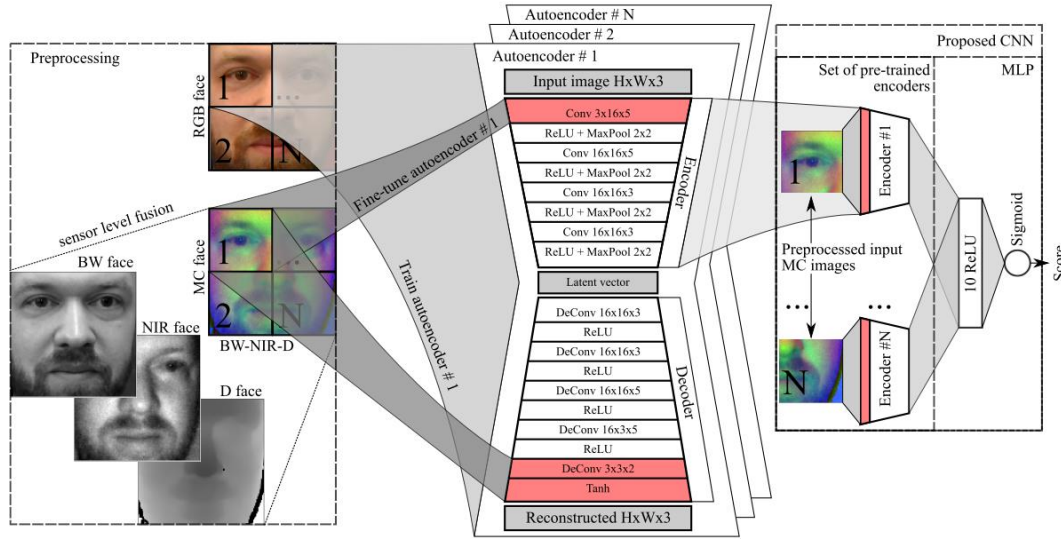 Preprocessing
RGB face
1
...
2
N
sensor level fusion
MC face
1
...
2
N
BW-NIR-D
BW face
NIR face
D face
Fine-tune autoencoder # 1
Train autoencoder # 1
Autoencoder # N
Autoencoder # 2
Autoencoder # 1
Input image HxWx3
Conv 3x16x5
ReLU + MaxPool 2x2
Conv 16x16x5
ReLU + MaxPool 2x2
Conv 16x16x3
ReLU + MaxPool 2x2
Conv 16x16x3
ReLU + MaxPool 2x2
Encoder
Latent vector
DeConv 16x16x3
ReLU
DeConv 16x16x3
ReLU
DeConv 16x16x5
ReLU
DeConv 16x3x5
ReLU
DeConv 3x3x2
Tanh
Decoder
Reconstructed HxWx3
Proposed CNN
Set of pre-trained
encoders
MLP
1
Encoder #1
Preprocessed input
MC images
...
...
N
Encoder #N
10 ReLU
Sigmoid
Score